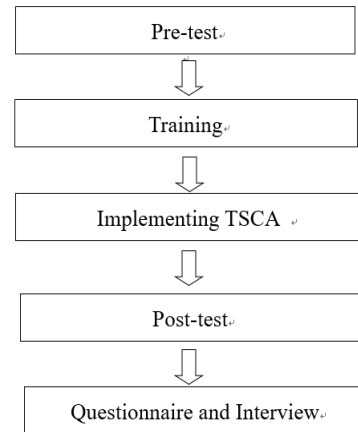 Pre-test
Training
Implementing TSCA
Post-test
Questionnaire and Interview